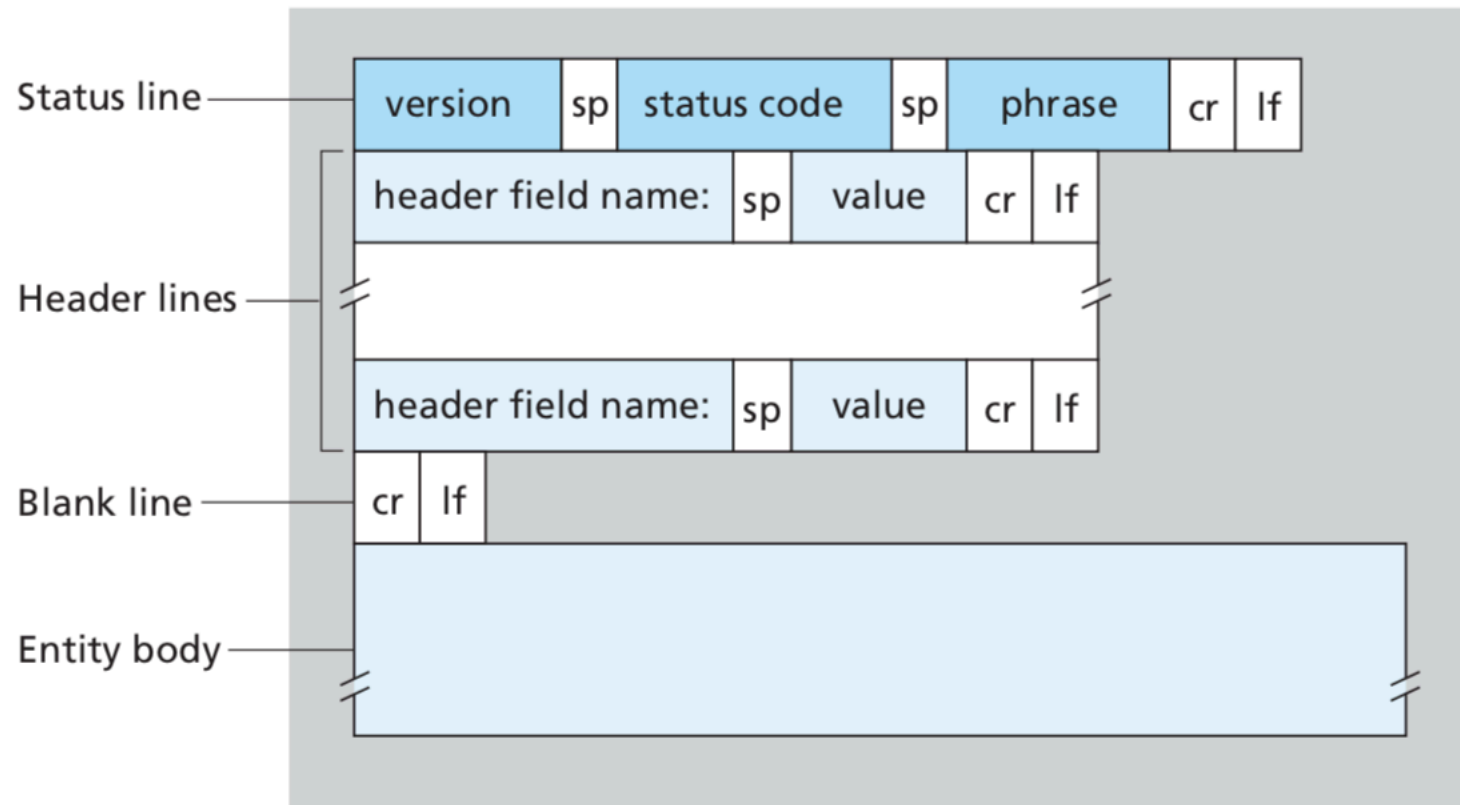 Status line version sp status code sp phrase cr lf
header field name: sp value cr lf
Header lines
header field name: sp value cr lf
Blank line cr lf
Entity body